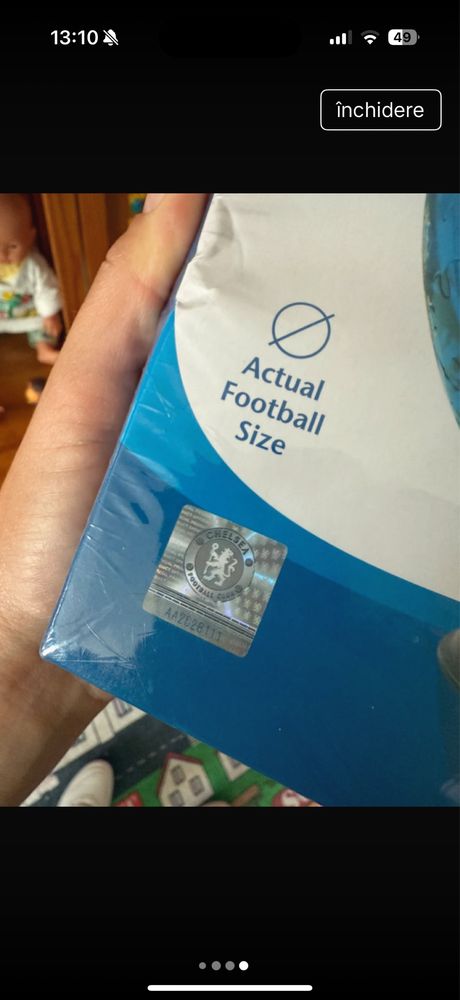 13:10
49
închidere
Actual
Football
Size
CHELSEA
FOOTBALL CLUB